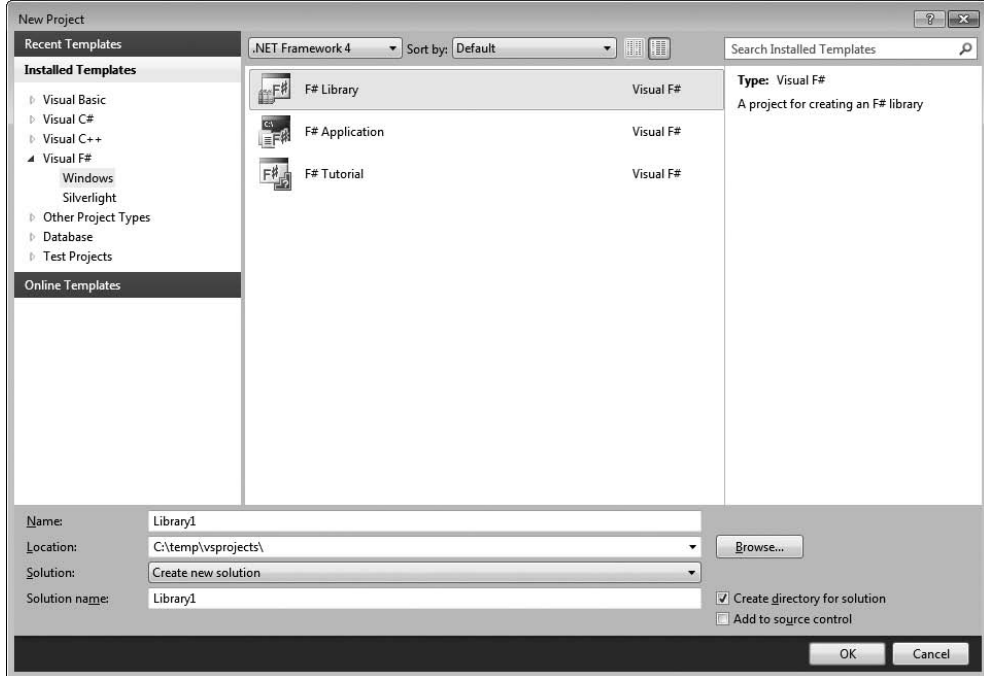 New Project
Recent Templates
Installed Templates
Visual Basic
Visual C#
Visual C++
Visual F#
Windows
Silverlight
Other Project Types
Database
Test Projects
Online Templates
.NET Framework 4
Sort by: Default
Search Installed Templates
F# Library Visual F#
F# Application Visual F#
F# Tutorial Visual F#
Type: Visual F#
A project for creating an F# library
Name: Library1
Location: C:\temp\vsprojects\
Browse...
Solution: Create new solution
Solution name: Library1
Create directory for solution
Add to source control
OK Cancel